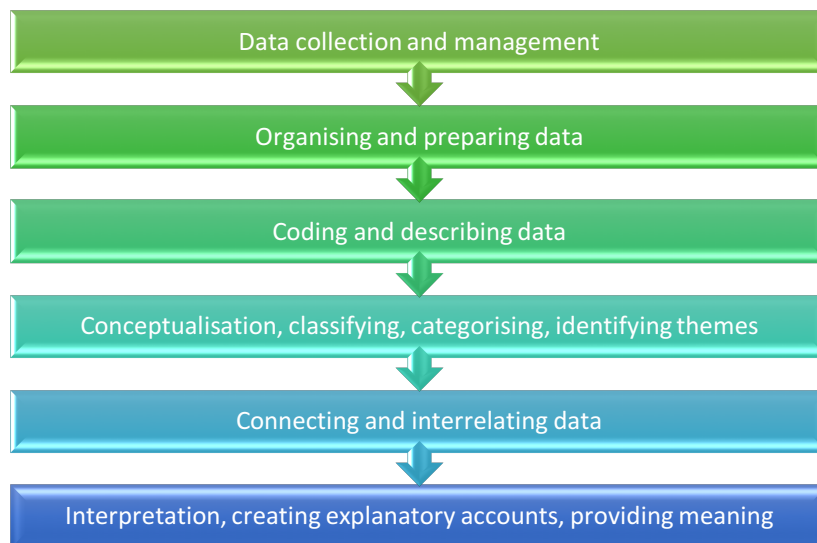 Data collection and management
Organising and preparing data
Coding and describing data
Conceptualisation, classifying, categorising, identifying themes
Connecting and interrelating data
Interpretation, creating explanatory accounts, providing meaning